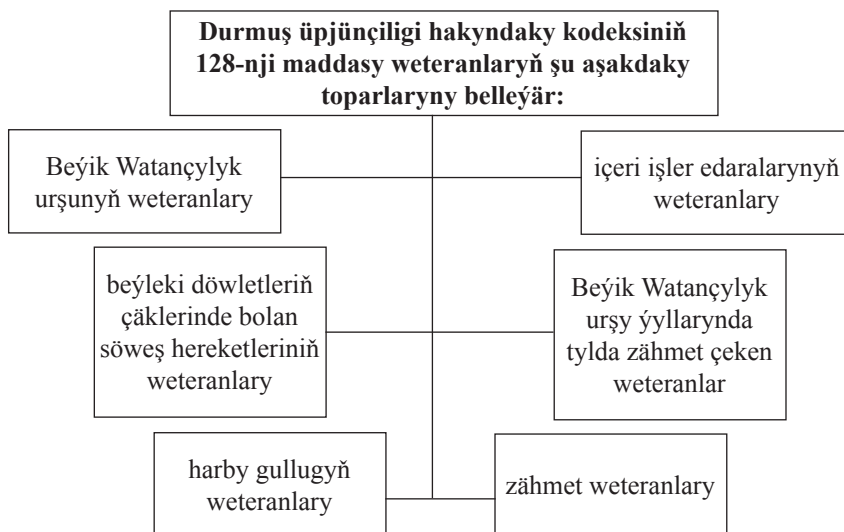 Durmuş üpjünçiligi hakyndaky kodeksiniň
128-nji maddasy weteranlaryň şu aşakdaky
toparlaryny belleýär:
Beýik Watançylyk
urşunyň weteranlary
içeri işler edaralarynyň
weteranlary
beýleki döwletleriň
çäklerinde bolan
söweş hereketleriniň
weteranlary
Beýik Watançylyk
urşy ýyllarynda
tylda zähmet çeken
weteranlar
harby gullugyň
weteranlary
zähmet weteranlary